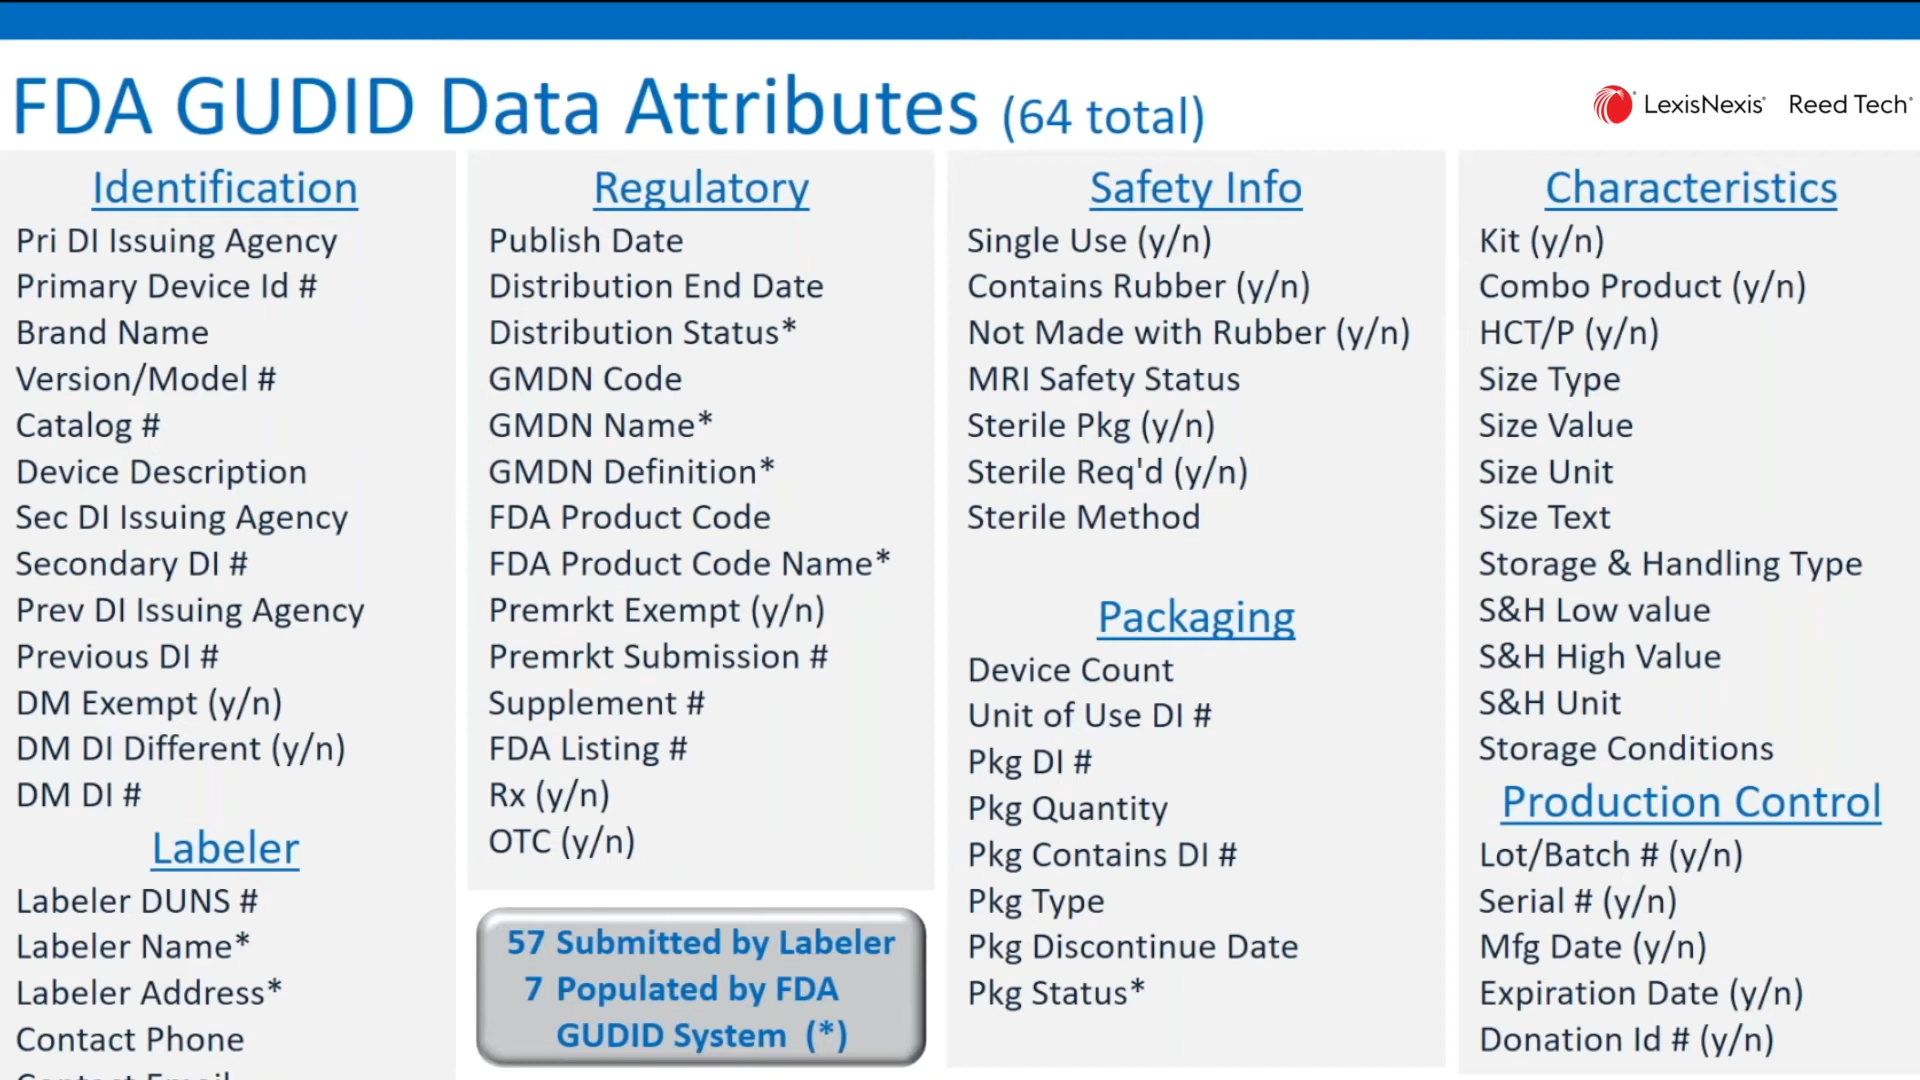 FDA GUDID Data Attributes (64 total)
LexisNexis® Reed Tech®
Identification
Pri DI Issuing Agency
Primary Device Id #
Brand Name
Version/Model #
Catalog #
Device Description
Sec DI Issuing Agency
Secondary DI #
Prev DI Issuing Agency
Previous DI #
DM Exempt (y/n)
DM DI Different (y/n)
DM DI #
Labeler
Labeler DUNS #
Labeler Name*
Labeler Address*
Contact Phone
Contact Email
Regulatory
Publish Date
Distribution End Date
Distribution Status*
GMDN Code
GMDN Name*
GMDN Definition*
FDA Product Code
FDA Product Code Name*
Premrkt Exempt (y/n)
Premrkt Submission #
Supplement #
FDA Listing #
Rx (y/n)
OTC (y/n)
57 Submitted by Labeler
7 Populated by FDA
GUDID System (*)
Safety Info
Single Use (y/n)
Contains Rubber (y/n)
Not Made with Rubber (y/n)
MRI Safety Status
Sterile Pkg (y/n)
Sterile Req'd (y/n)
Sterile Method
Packaging
Device Count
Unit of Use DI #
Pkg DI #
Pkg Quantity
Pkg Contains DI #
Pkg Type
Pkg Discontinue Date
Pkg Status*
Characteristics
Kit (y/n)
Combo Product (y/n)
HCT/P (y/n)
Size Type
Size Value
Size Unit
Size Text
Storage & Handling Type
S&H Low value
S&H High Value
S&H Unit
Storage Conditions
Production Control
Lot/Batch # (y/n)
Serial # (y/n)
Mfg Date (y/n)
Expiration Date (y/n)
Donation Id # (y/n)